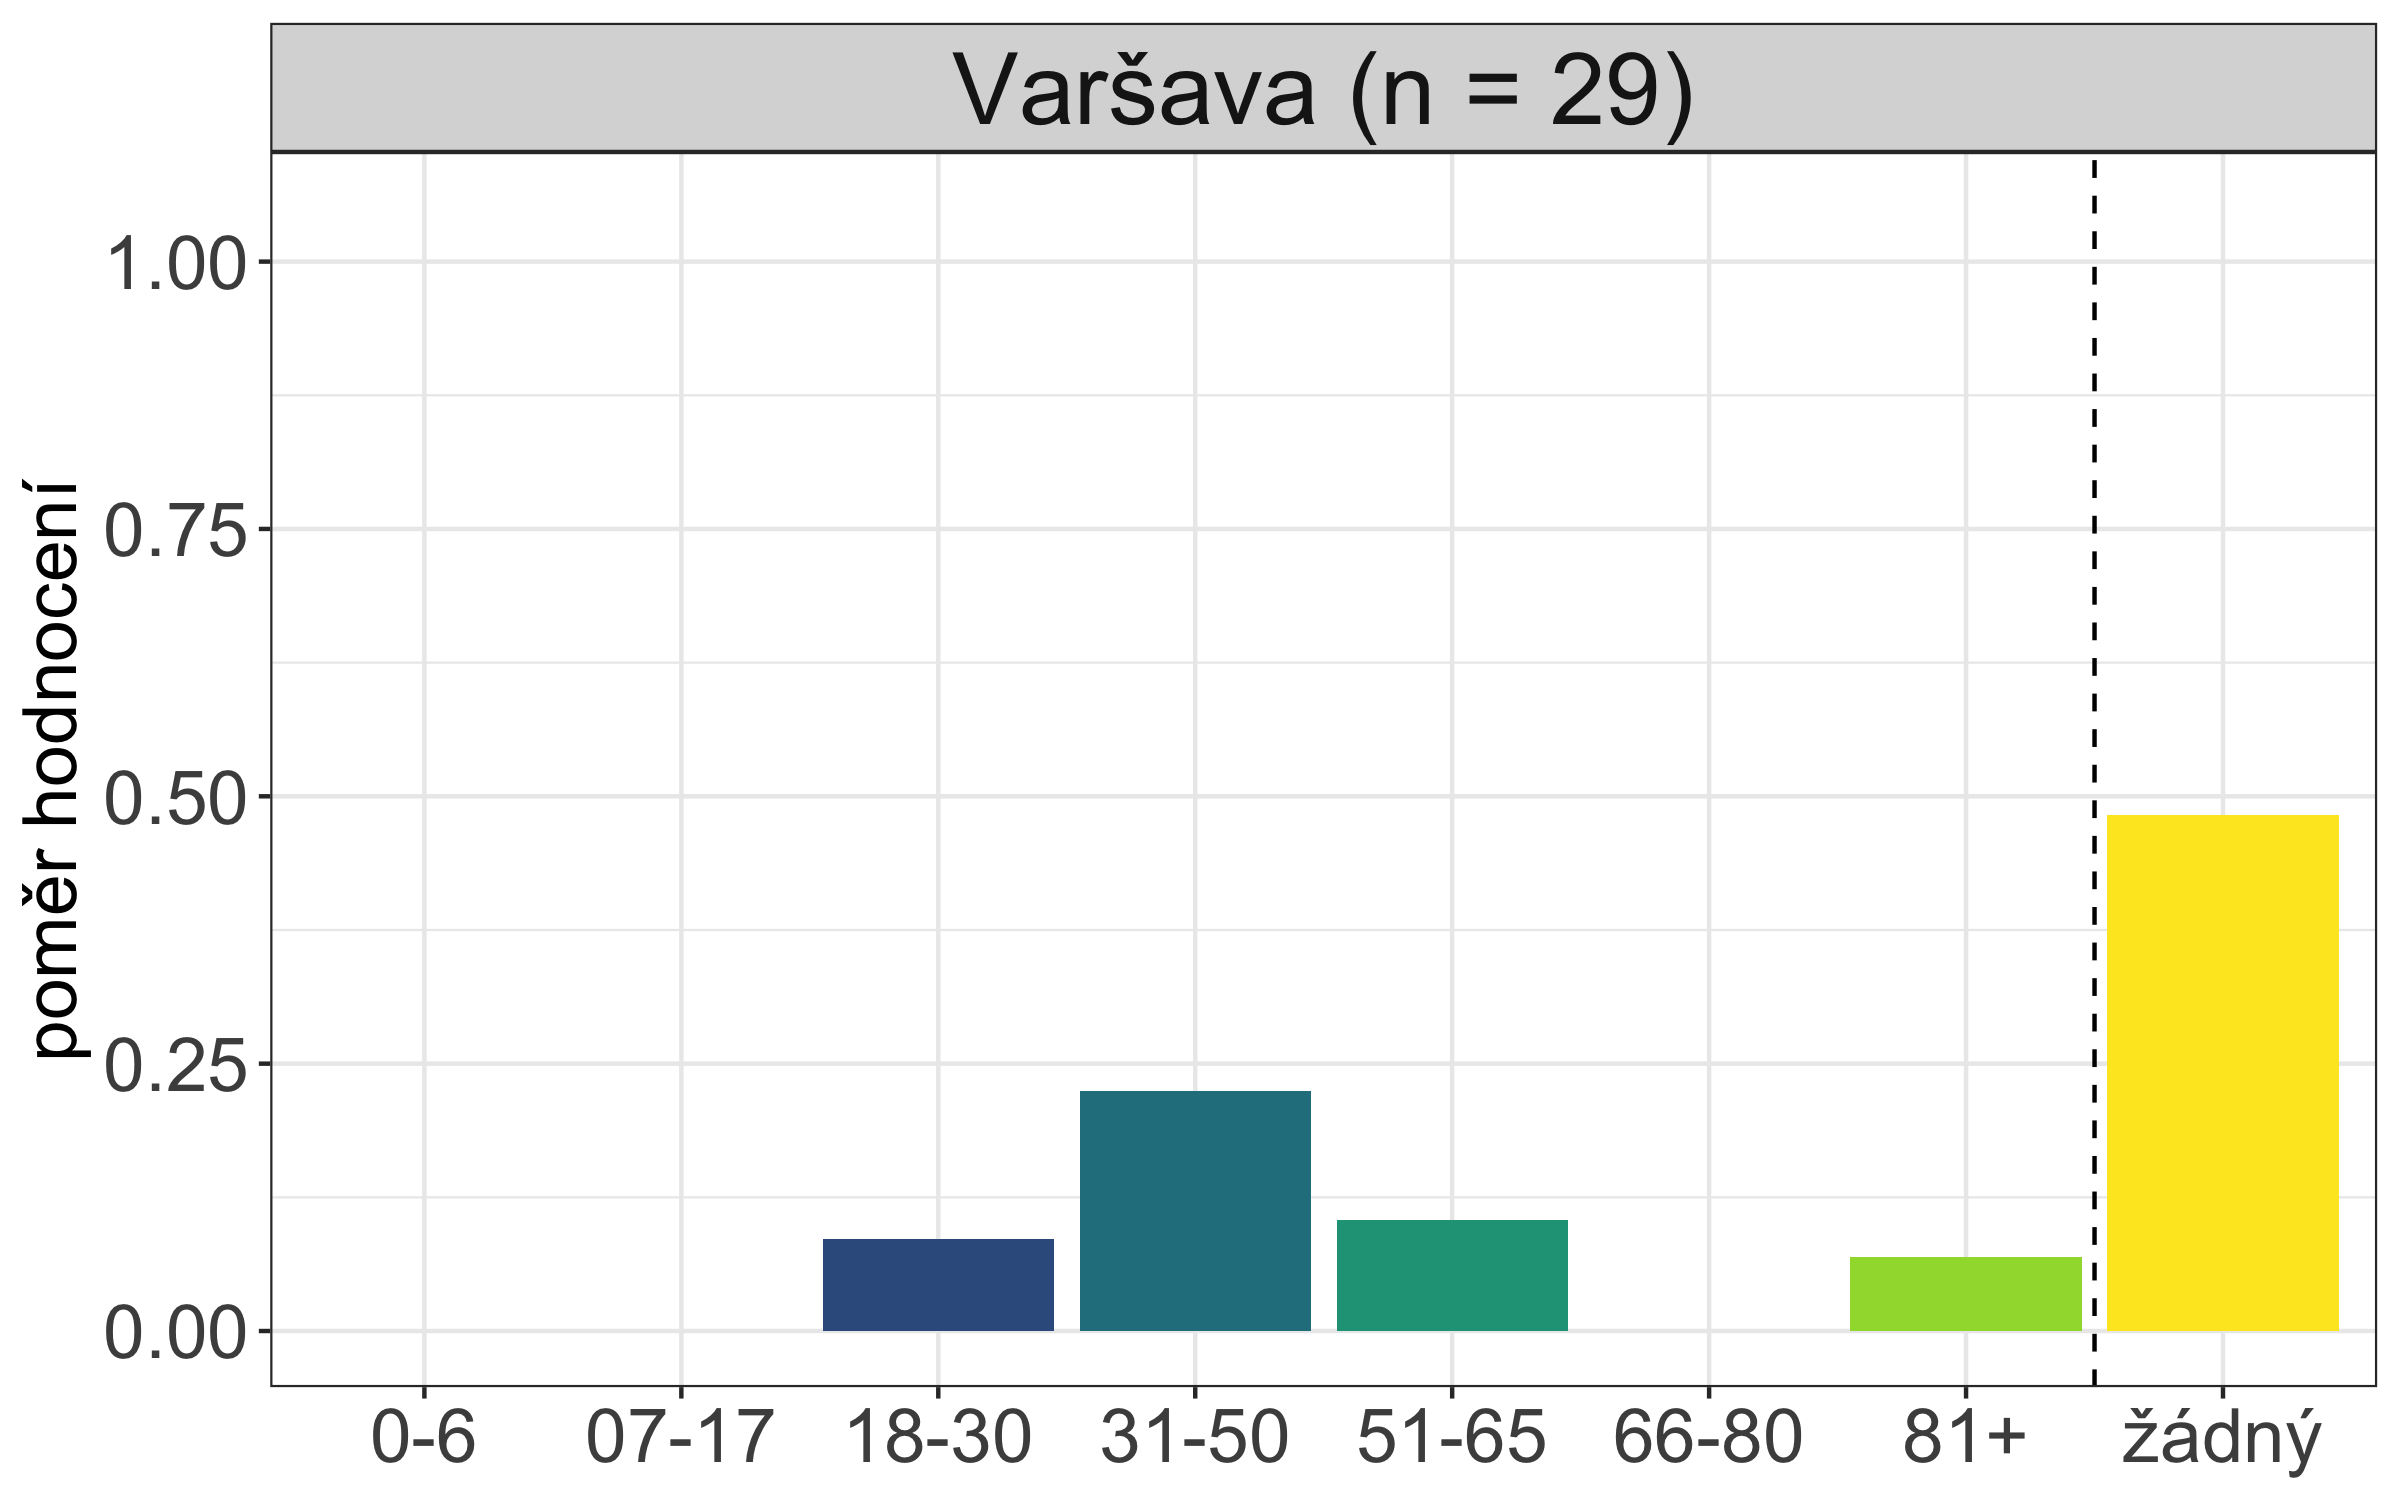 Varšava (n = 29)
poměr hodnocení
1.00
0.75
0.50
0.25
0.00
0-6 07-17 18-30 31-50 51-65 66-80 81+ žádný